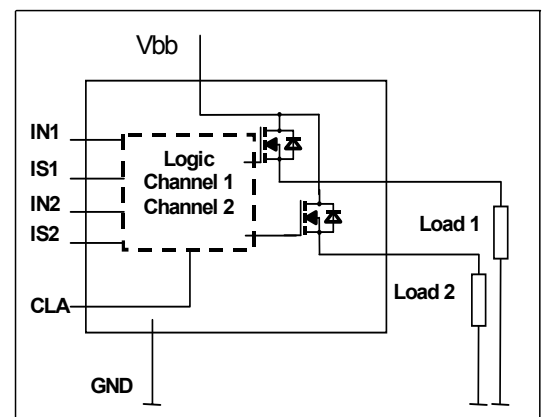 Vbb
IN1
IS1
IN2
IS2
Logic
Channel 1
Channel 2
Load 1
Load 2
CLA
GND